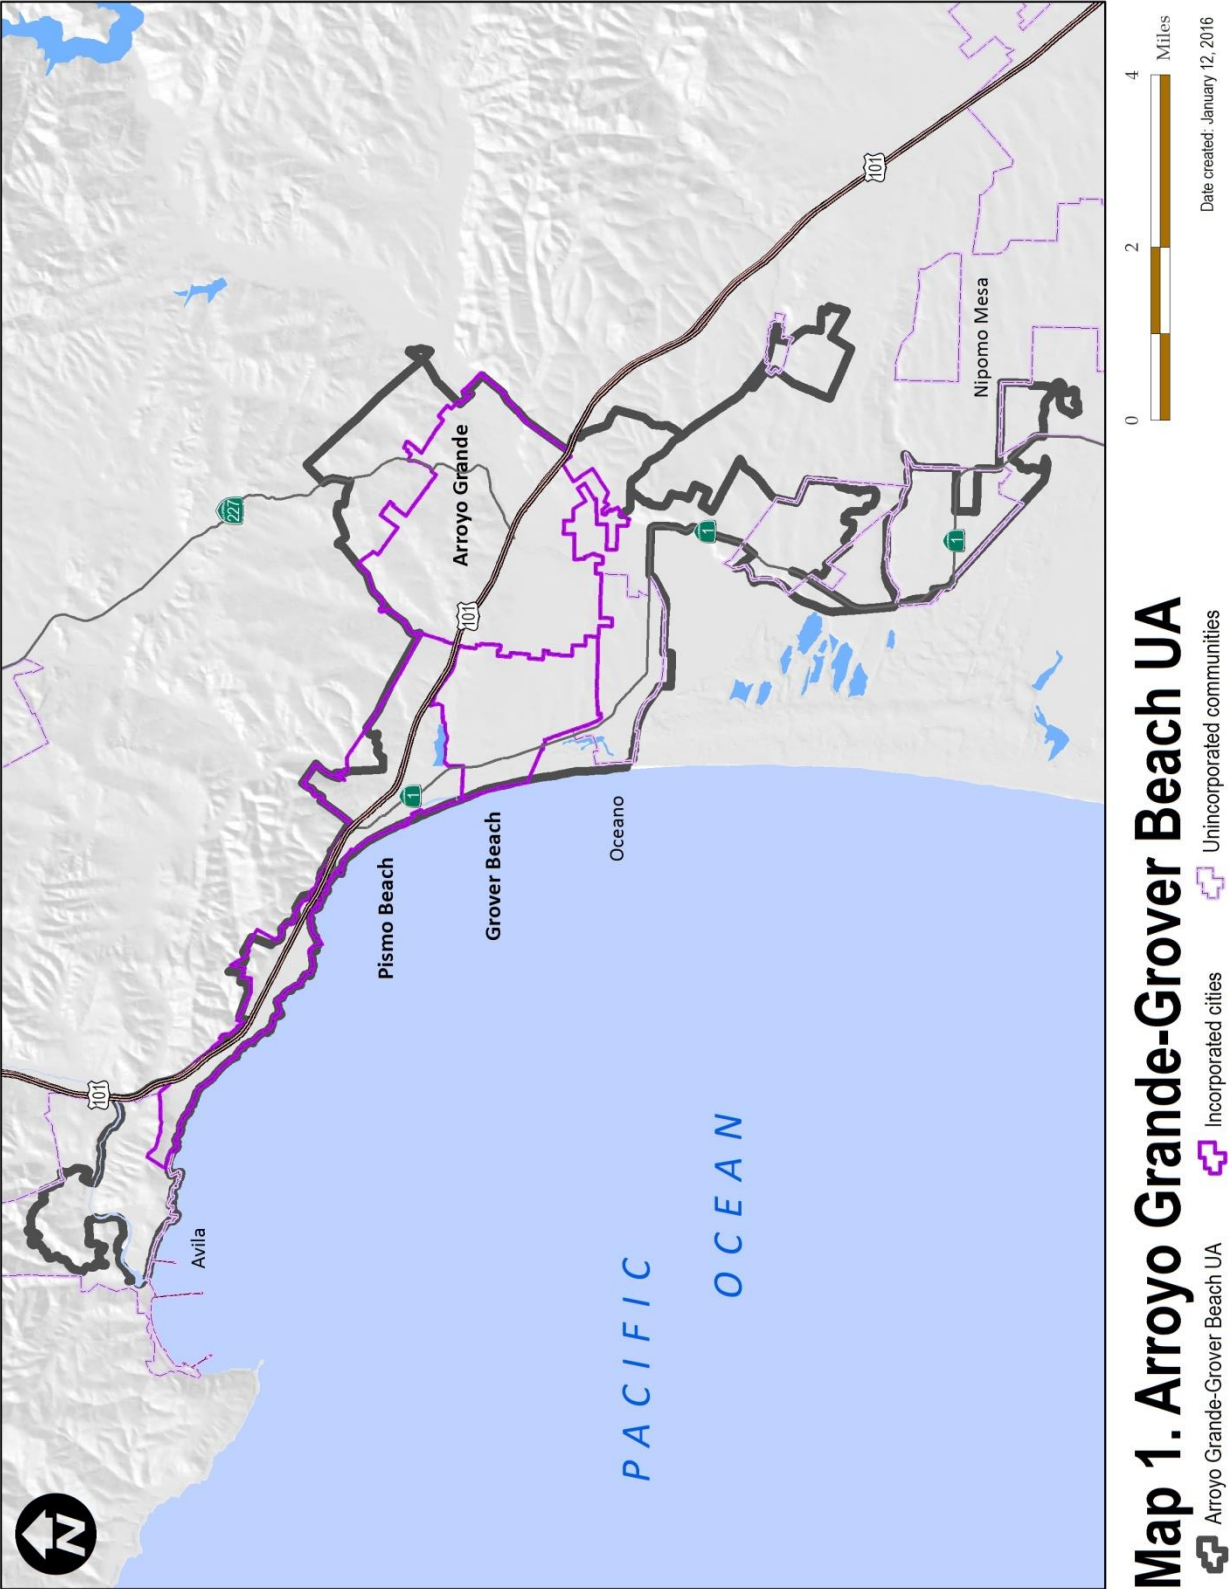 N
101
Avila
227
101
1
Pismo Beach
Arroyo Grande
Grover Beach
Oceano
1
101
1
Nipomo Mesa
PACIFIC
OCEAN
Map 1. Arroyo Grande-Grover Beach UA
0 2 4
Miles
Arroyo Grande-Grover Beach UA
Incorporated cities
Unincorporated communities
Date created: January 12, 2016